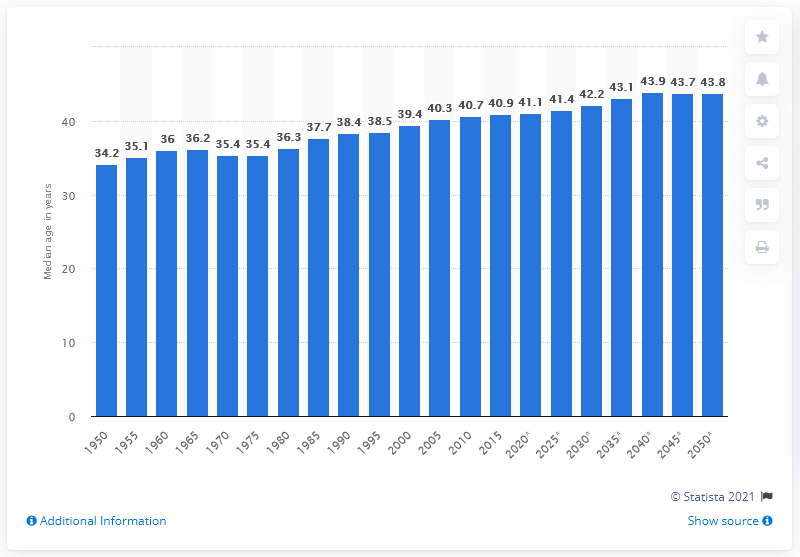 34.2 35.1 36 36.2 35.4 35.4 36.3 37.7 38.4 38.5 39.4 40.3 40.7 40.9 41.1 41.4 42.2 43.1 43.9 43.7 43.8
Median age in years
40
30
20
10
0
1950 1955 1960 1965 1970 1975 1980 1985 1990 1995 2000 2005 2010 2015 2020* 2025* 2030* 2035* 2040* 2045* 2050*
© Statista 2021
Additional Information
Show source